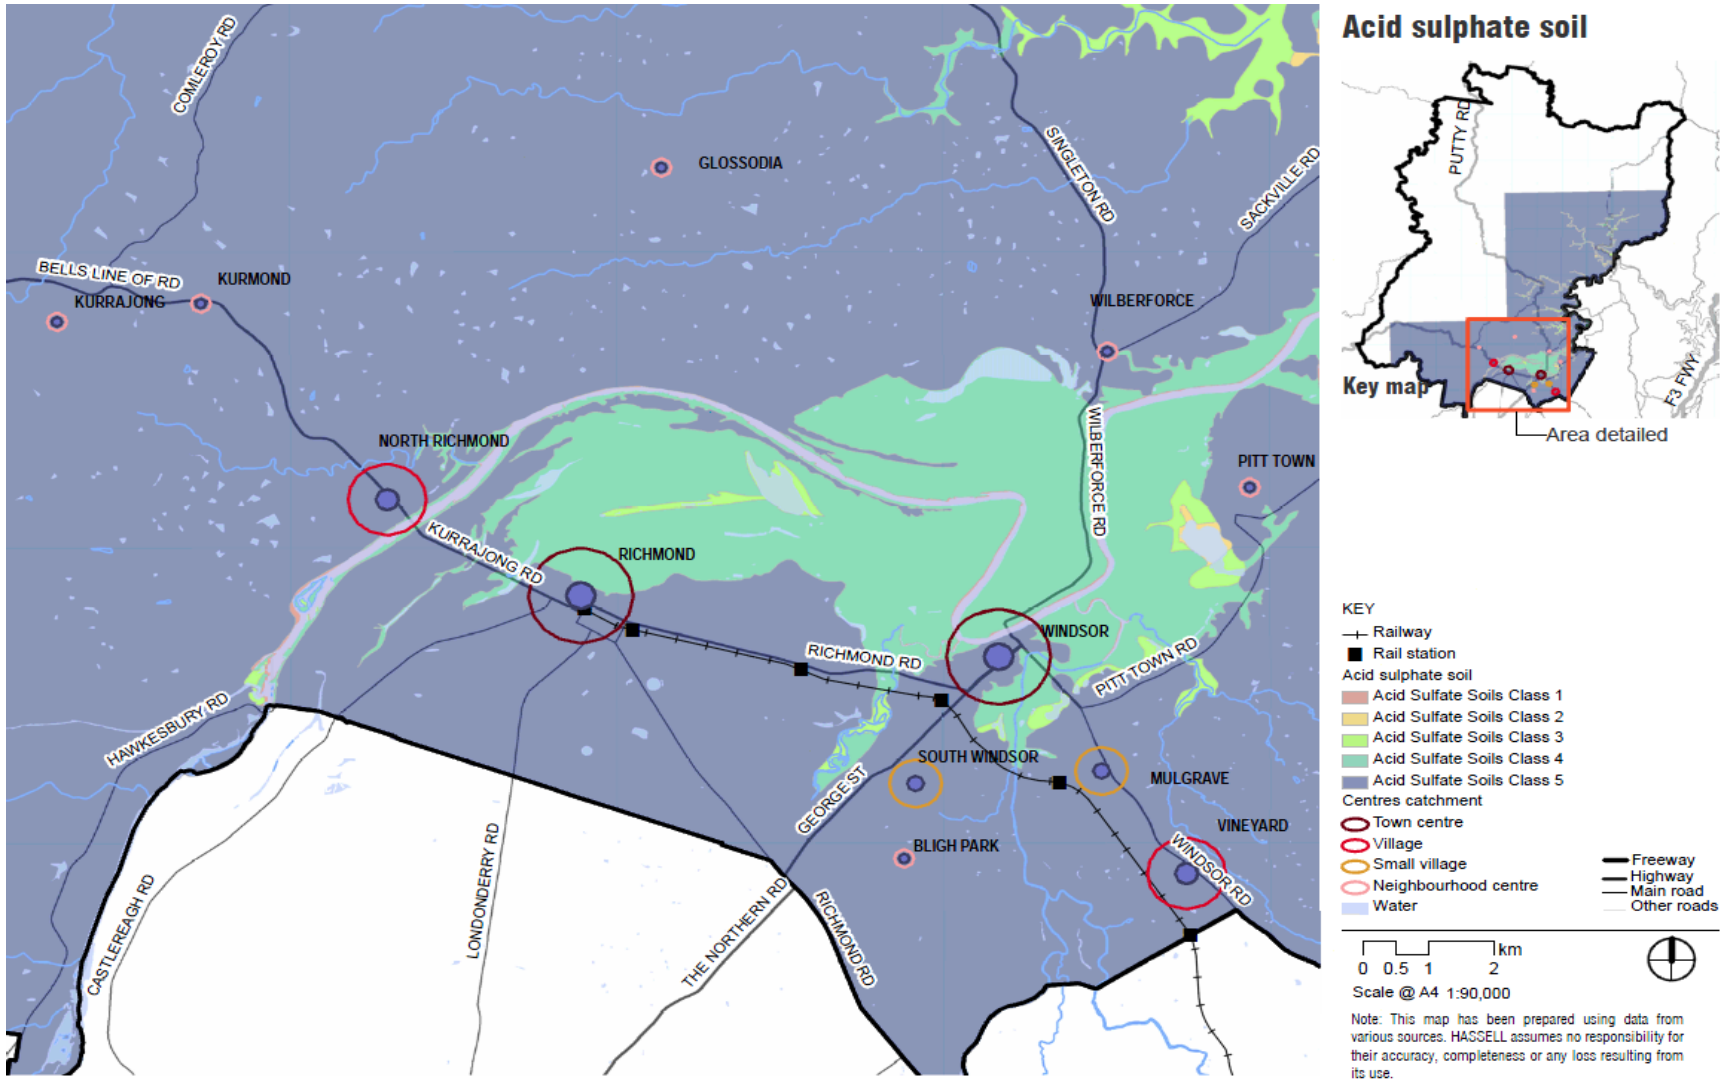 Acid sulphate soil
COMLEROY RD
GLOSSODIA
SINGLETON RD
SACKVILLE RD
BELLS LINE OF RD
KURMOND
KURRAJONG
WILBERFORCE
NORTH RICHMOND
WILBERFORCE RD
PITT TOWN
KURRAJONG RD
RICHMOND
WINDSOR
RICHMOND RD
PITT TOWN RD
HAWKESBURY RD
SOUTH WINDSOR
MULGRAVE
GEORGE ST
VINEYARD
BLIGH PARK
WINDSOR RD
LONDONDERRY RD
CASTLEREAGH RD
THE NORTHERN RD
RICHMOND RD
PUTTY RD
Key map
F3 FWY
Area detailed
KEY
Railway
Rail station
Acid sulphate soil
Acid Sulfate Soils Class 1
Acid Sulfate Soils Class 2
Acid Sulfate Soils Class 3
Acid Sulfate Soils Class 4
Acid Sulfate Soils Class 5
Centres catchment
Town centre
Village
Small village
Neighbourhood centre
Water
Freeway
Highway
Main road
Other roads
km
0 0.5 1 2
Scale @ A4 1:90,000
Note: This map has been prepared using data from
various sources. HASSELL assumes no responsibility for
their accuracy, completeness or any loss resulting from
its use.